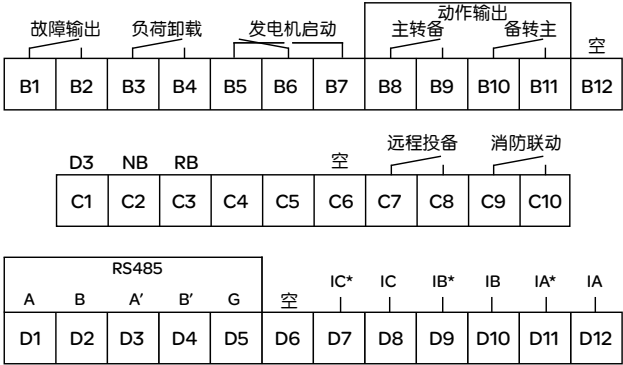 动作输出
故障输出 负荷卸载 发电机启动 主转备 备转主 空
B1 B2 B3 B4 B5 B6 B7 B8 B9 B10 B11 B12
远程投备 消防联动
D3 NB RB 空
C1 C2 C3 C4 C5 C6 C7 C8 C9 C10
RS485
A B A′ B′ G 空 IC* IC IB* IB IA* IA
D1 D2 D3 D4 D5 D6 D7 D8 D9 D10 D11 D12